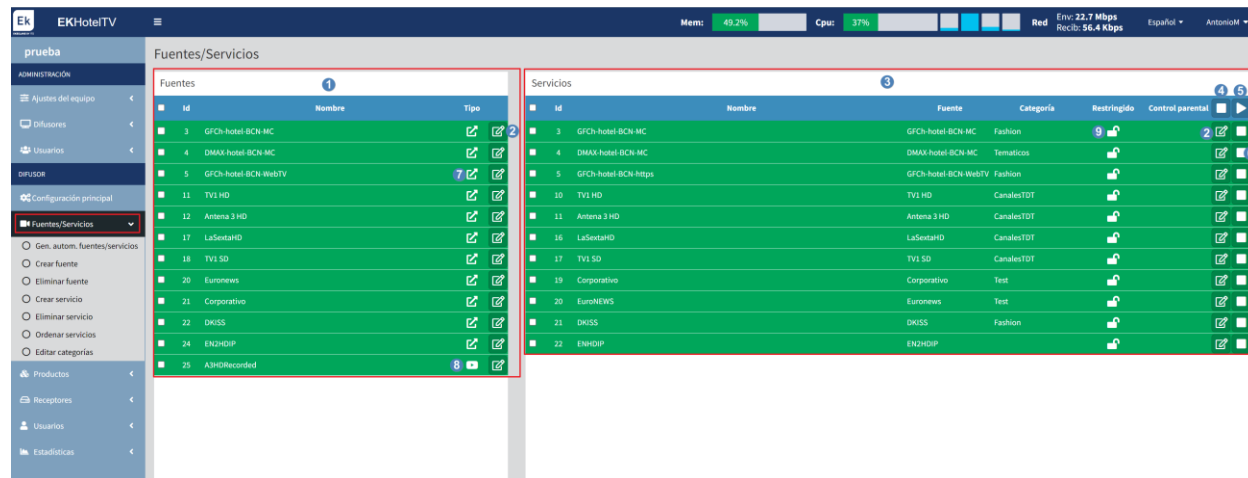 Ek EKHotelTV Mem: 49.2% Cpu: 37% Red Env: 22.7 Mbps Español AntonioM
Recib: 56.4 Kbps
prueba
ADMINISTRACIÓN
Ajustes del equipo
Difusores
Usuarios
DIFUSOR
Configuración principal
Fuentes/Servicios
Gen. autom. fuentes/servicios
Crear fuente
Eliminar fuente
Crear servicio
Eliminar servicio
Ordenar servicios
Editar categorías
Productos
Receptores
Usuarios
Estadísticas
Fuentes/Servicios
Fuentes 1
Id Nombre Tipo
3 GFCh-hotel-BCN-MC 2
4 DMAX-hotel-BCN-MC
5 GFCh-hotel-BCN-WebTV 7
11 TV1 HD
12 Antena 3 HD
17 LaSextaHD
18 TV1 SD
20 Euronews
21 Corporativo
22 DKISS
24 EN2HDIP
25 A3HDRecorded 8
Servicios 3
4 5
Id Nombre Fuente Categoría Restringido Control parental
3 GFCh-hotel-BCN-MC GFCh-hotel-BCN-MC Fashion 9 2
4 DMAX-hotel-BCN-MC DMAX-hotel-BCN-MC Tematicos
5 GFCh-hotel-BCN-https GFCh-hotel-BCN-WebTV Fashion
10 TV1 HD TV1 HD CanalesTDT
11 Antena 3 HD Antena 3 HD CanalesTDT
16 LaSextaHD LaSextaHD CanalesTDT
17 TV1 SD TV1 SD CanalesTDT
19 Corporativo Corporativo Test
20 EuroNEWS Euronews Test
21 DKISS DKISS Fashion
22 ENHDIP EN2HDIP